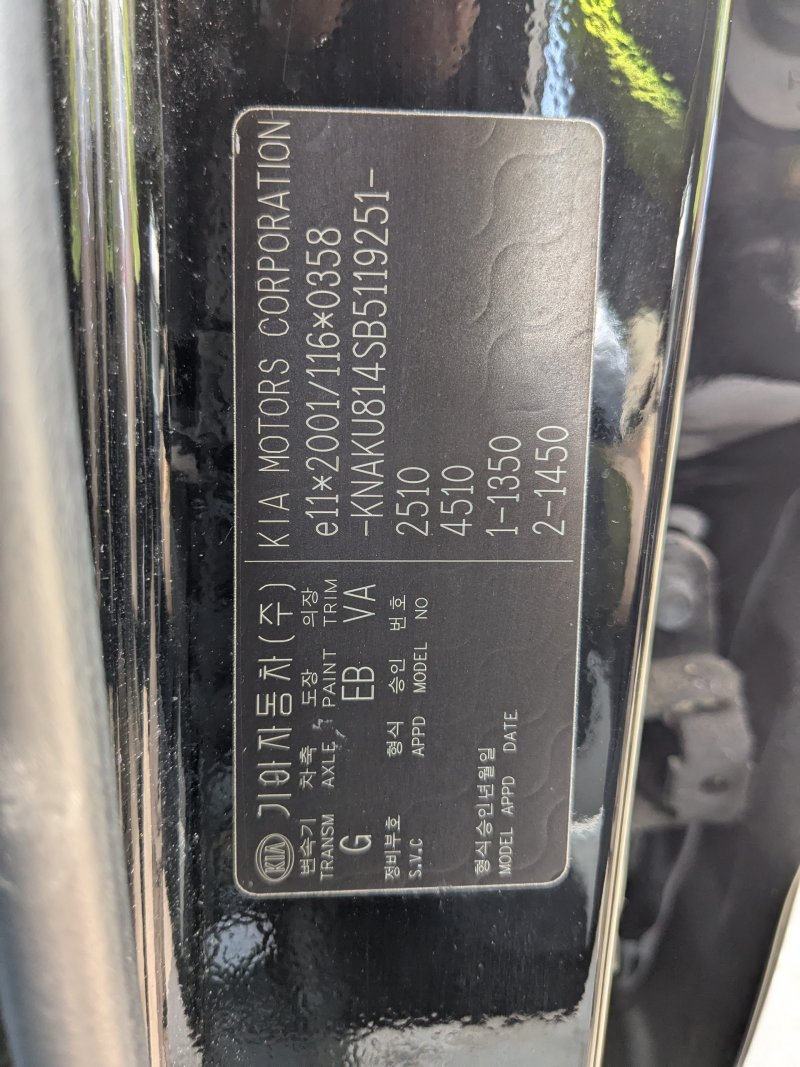 KIA 기아자동차(주) KIA MOTORS CORPORATION
변속기 차축 도장 의장
TRANSM AXLE PAINT TRIM
G EB VA
e11*2001/116*0358
-KNAKU814SB5119251-
정비부호 형식 승인 번호
S.V.C APPD MODEL NO
2510
4510
1-1350
2-1450
형식승인년월일
MODEL APPD DATE